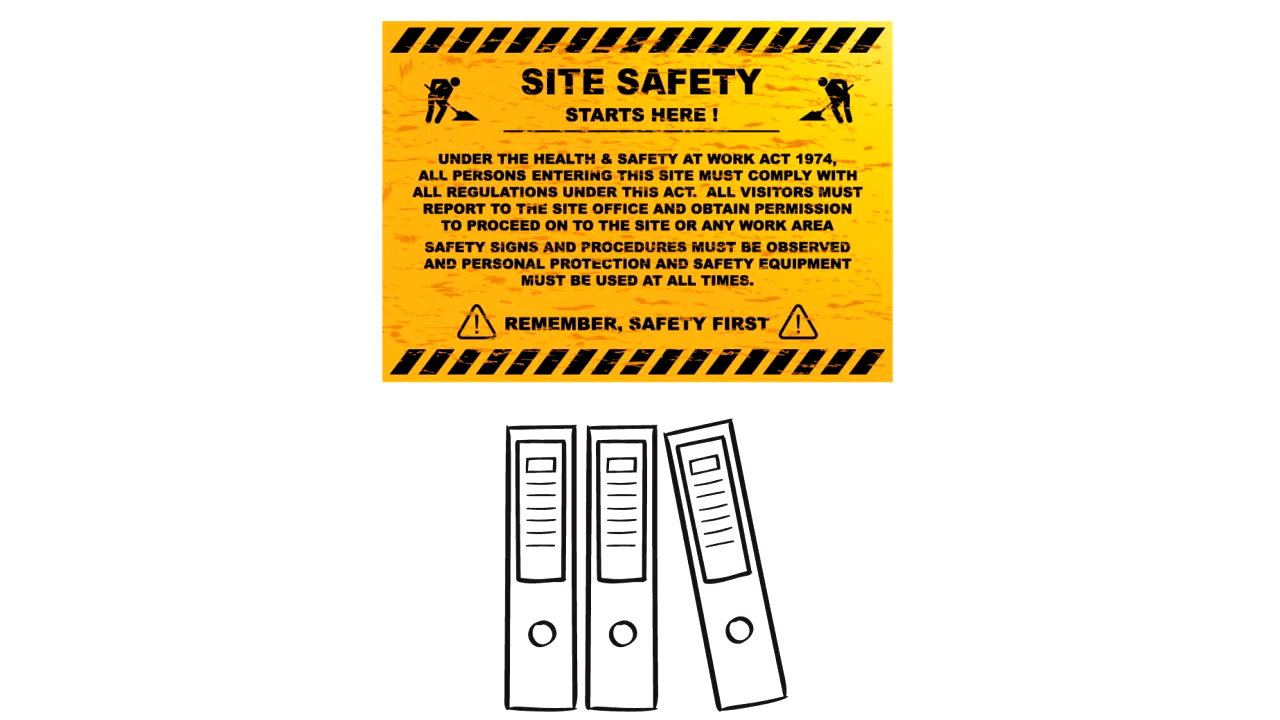 SITE SAFETY
STARTS HERE !
UNDER THE HEALTH & SAFETY AT WORK ACT 1974,
ALL PERSONS ENTERING THIS SITE MUST COMPLY WITH
ALL REGULATIONS UNDER THIS ACT. ALL VISITORS MUST
REPORT TO THE SITE OFFICE AND OBTAIN PERMISSION
TO PROCEED ON TO THE SITE OR ANY WORK AREA
SAFETY SIGNS AND PROCEDURES MUST BE OBSERVED
AND PERSONAL PROTECTION AND SAFETY EQUIPMENT
MUST BE USED AT ALL TIMES.
REMEMBER, SAFETY FIRST